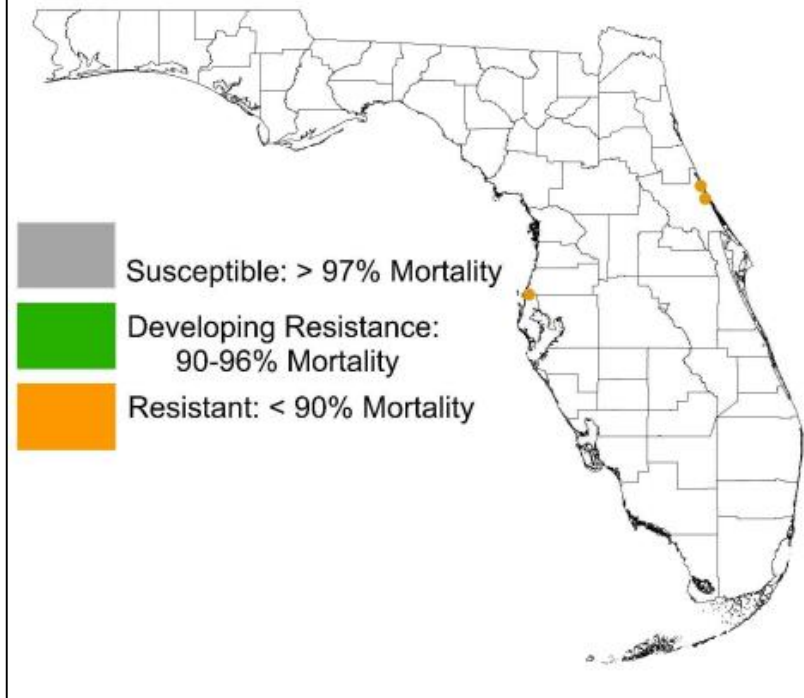 Susceptible: > 97% Mortality
Developing Resistance:
90-96% Mortality
Resistant: < 90% Mortality